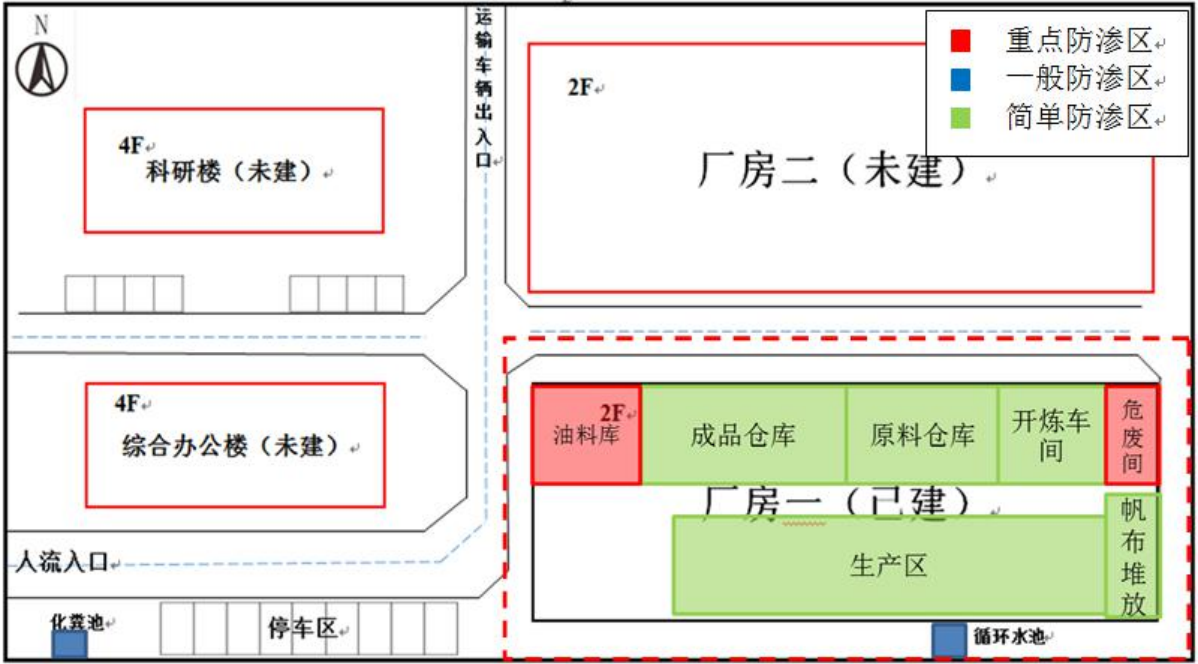 N
运输车辆出入口
重点防渗区
一般防渗区
简单防渗区
2F
厂房二（未建）
4F
科研楼（未建）
4F
综合办公楼（未建）
2F
油料库
成品仓库
原料仓库
开炼车
间
危废间
厂房一（已建）
帆布堆放
生产区
人流入口
化粪池
停车区
循环水池